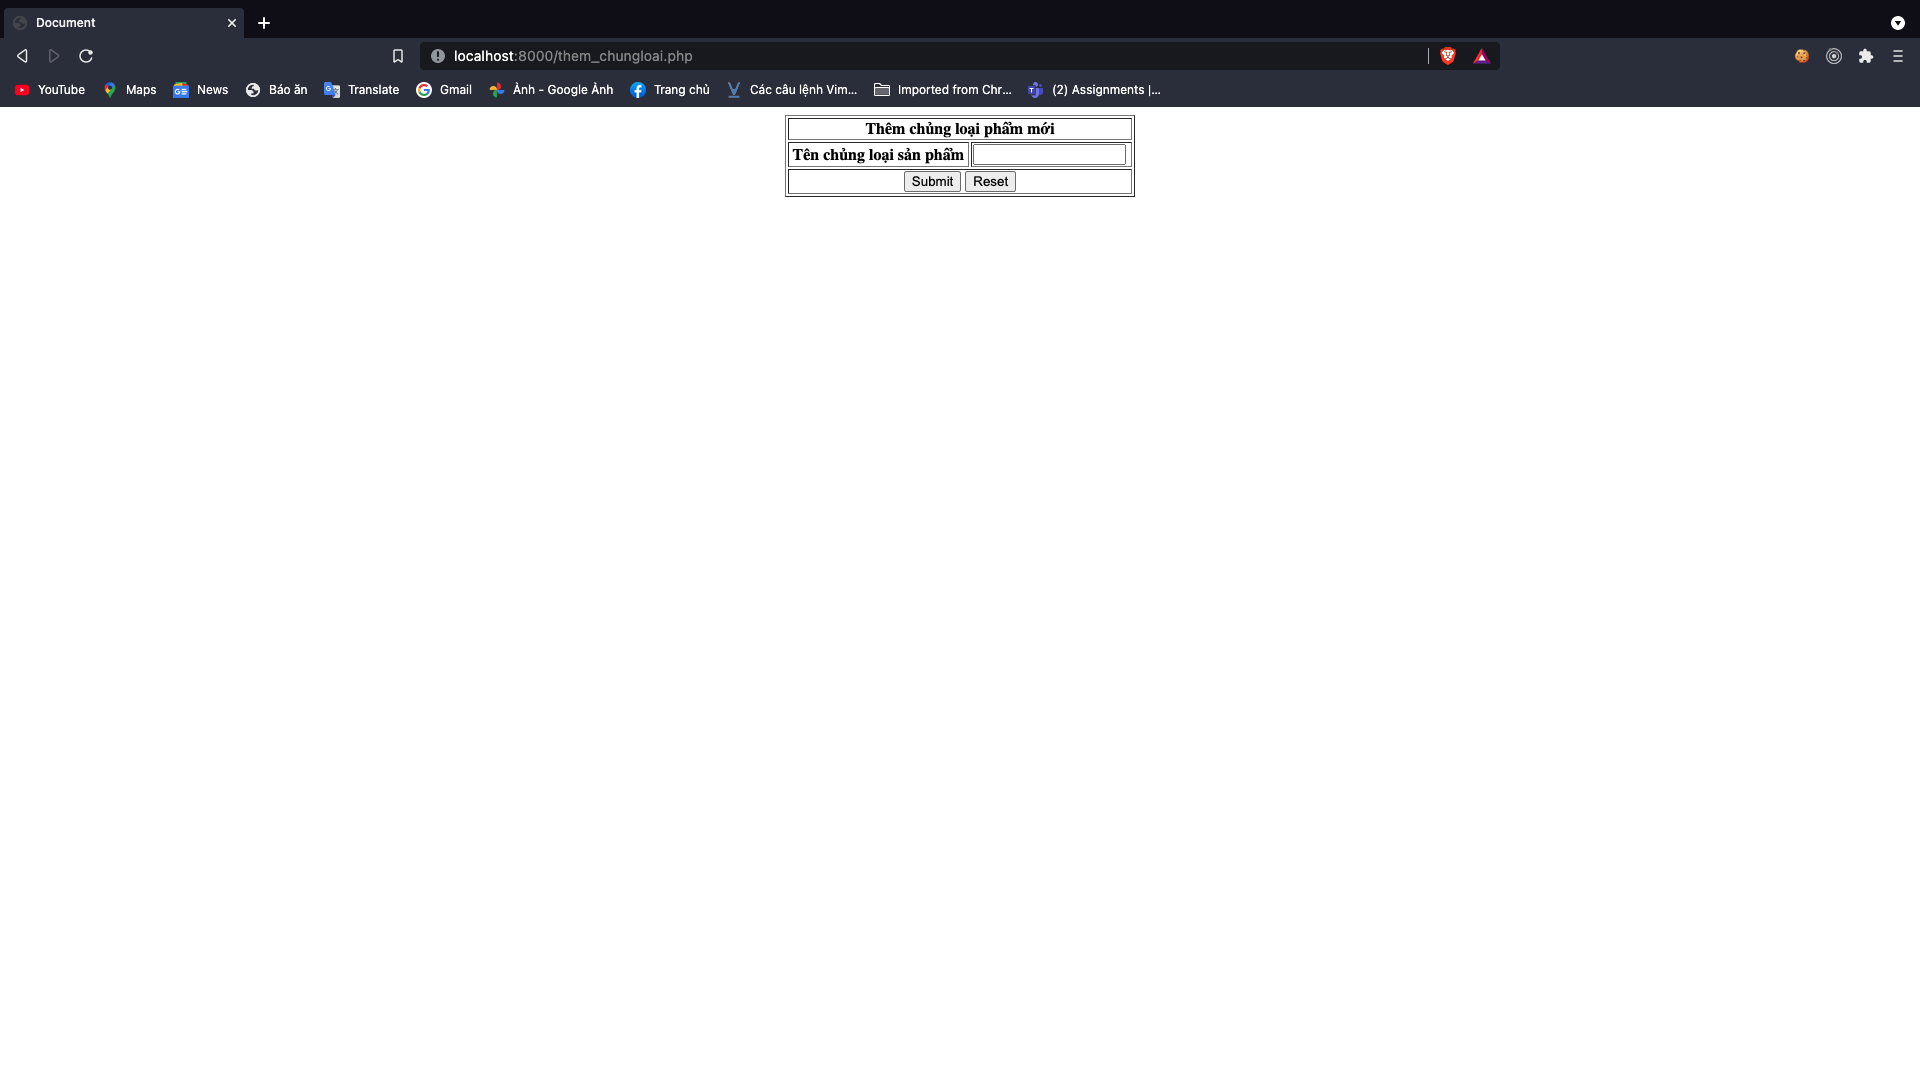 Document
localhost:8000/them_chungloai.php
YouTube Maps News Báo ăn Translate Gmail Ảnh - Google Ảnh Trang chủ Các câu lệnh Vim... Imported from Chr... (2) Assignments |...
Thêm chủng loại phẩm mới
Tên chủng loại sản phẩm
Submit Reset